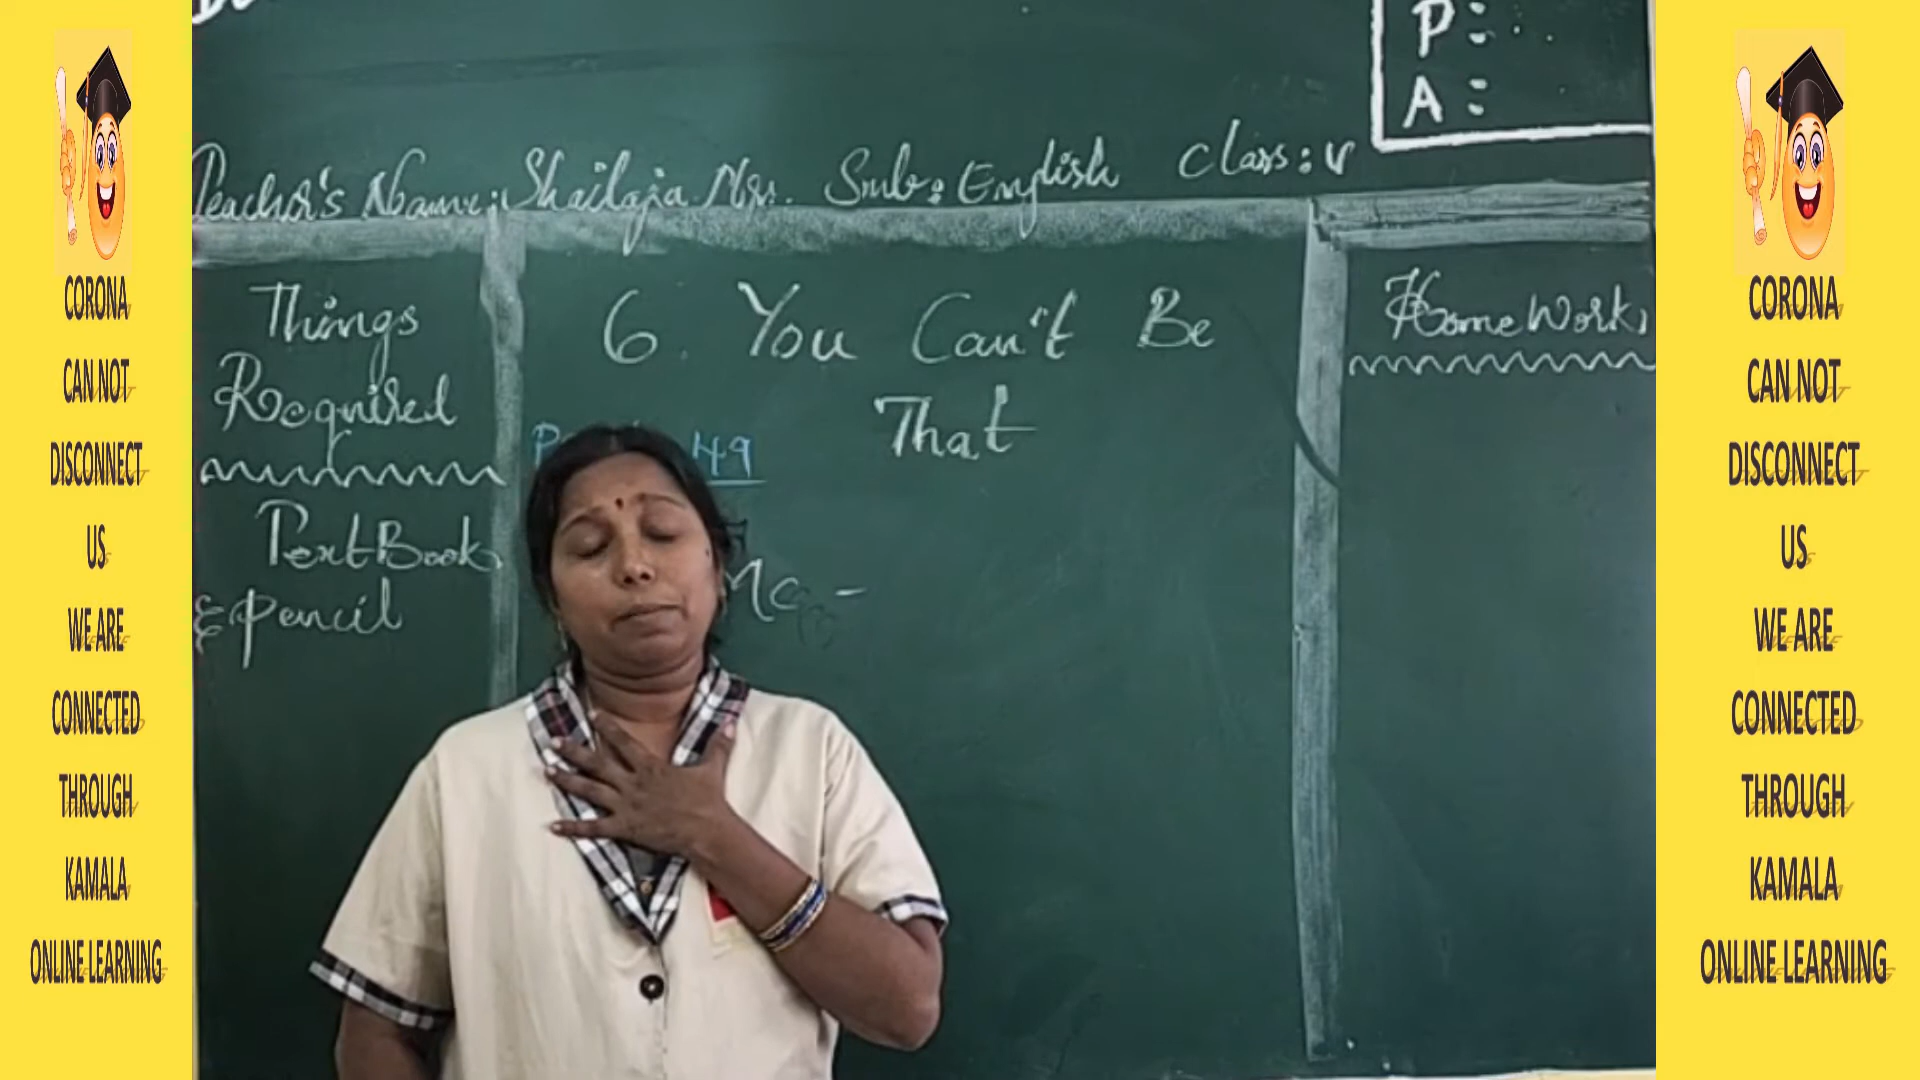 P :
A :
Teacher's Name: Shailaja Ngr. Sub: English Class: V
Things
Required
Text Book
& pencil
6. You Can't Be
That
49
Home Work
CORONA
CAN NOT
DISCONNECT
US
WE ARE
CONNECTED
THROUGH
KAMALA
ONLINE LEARNING
CORONA
CAN NOT
DISCONNECT
US
WE ARE
CONNECTED
THROUGH
KAMALA
ONLINE LEARNING